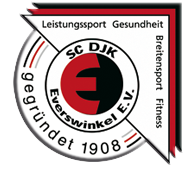 Leistungssport Gesundheit
Breitensport Fitness
SC DJK
E
Everswinkel E.V.
gegründet 1908